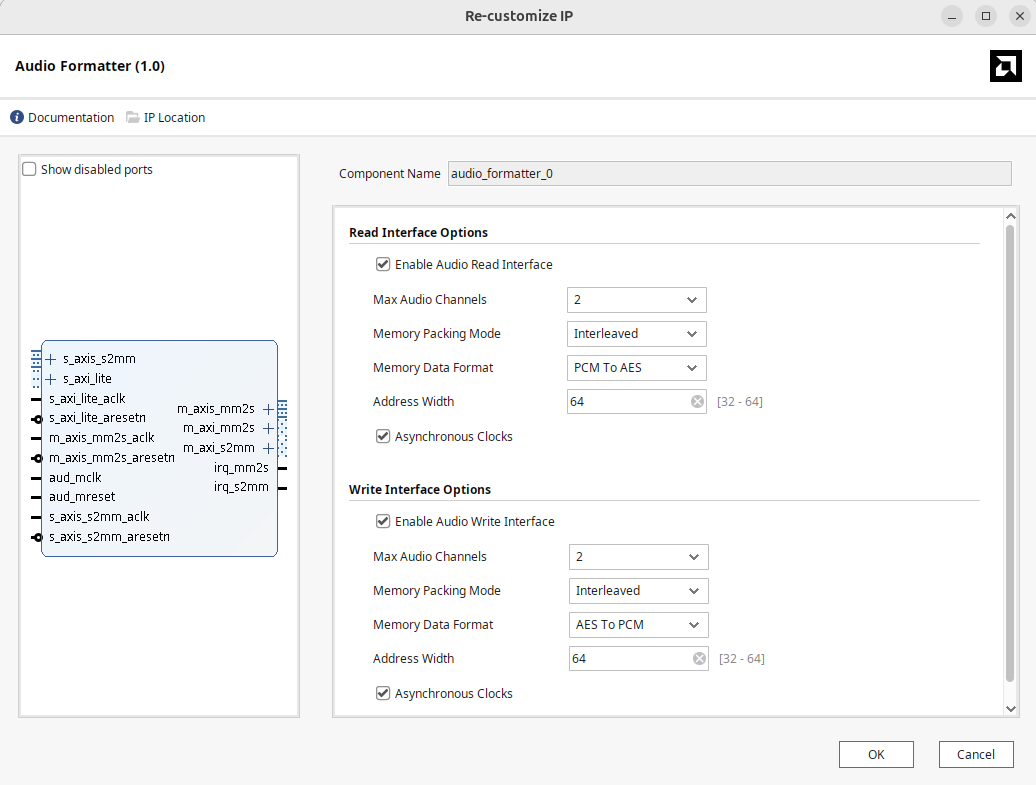 Re-customize IP
Audio Formatter (1.0)
Documentation IP Location
Show disabled ports
s_axis_s2mm
s_axi_lite
s_axi_lite_aclk
s_axi_lite_aresetn
m_axis_mm2s_aclk
m_axis_mm2s_aresetn
aud_mclk
aud_mreset
s_axis_s2mm_aclk
s_axis_s2mm_aresetn
m_axis_mm2s
m_axi_mm2s
m_axi_s2mm
irq_mm2s
irq_s2mm
Component Name audio_formatter_0
Read Interface Options
Enable Audio Read Interface
Max Audio Channels 2
Memory Packing Mode Interleaved
Memory Data Format PCM To AES
Address Width 64 [32 - 64]
Asynchronous Clocks
Write Interface Options
Enable Audio Write Interface
Max Audio Channels 2
Memory Packing Mode Interleaved
Memory Data Format AES To PCM
Address Width 64 [32 - 64]
Asynchronous Clocks
OK Cancel